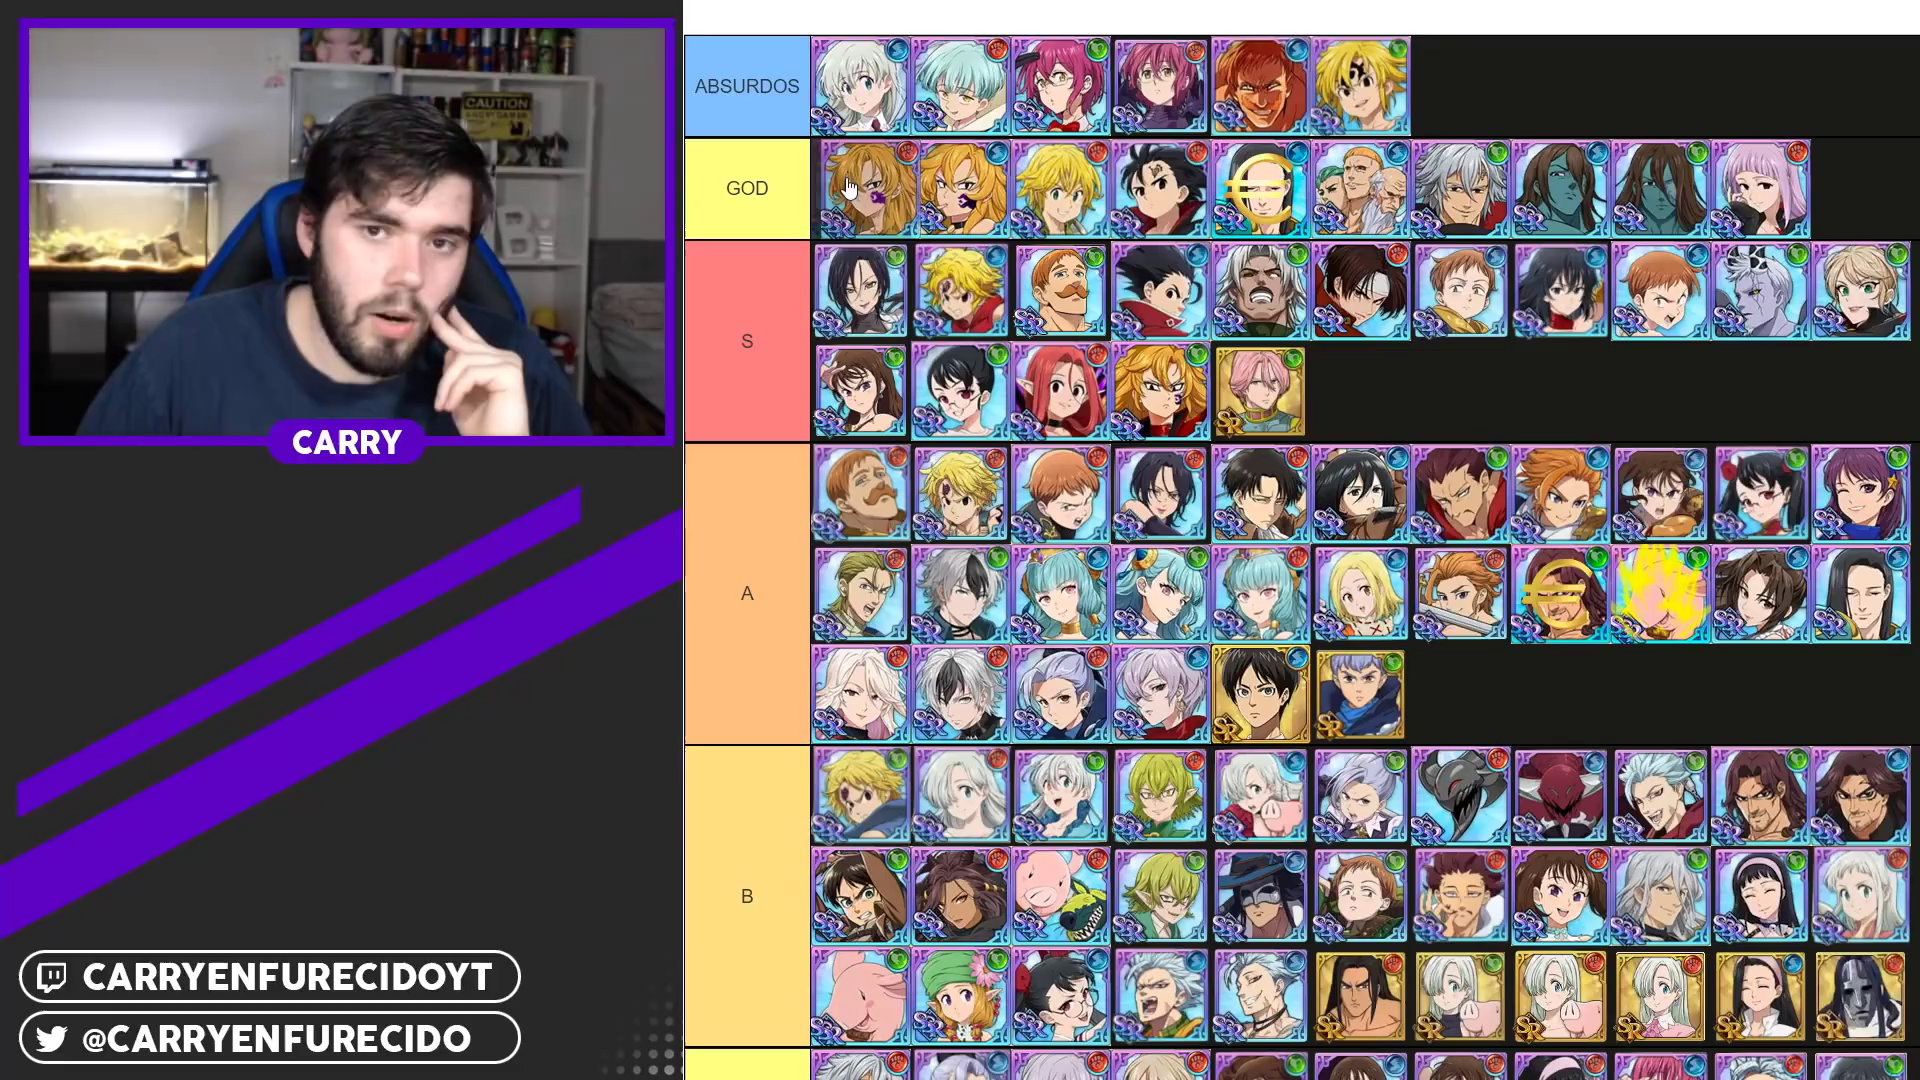 CAUTION
CARRY
CARRYENFURECIDOYT
@CARRYENFURECIDO
ABSURDOS
GOD
S
A
B